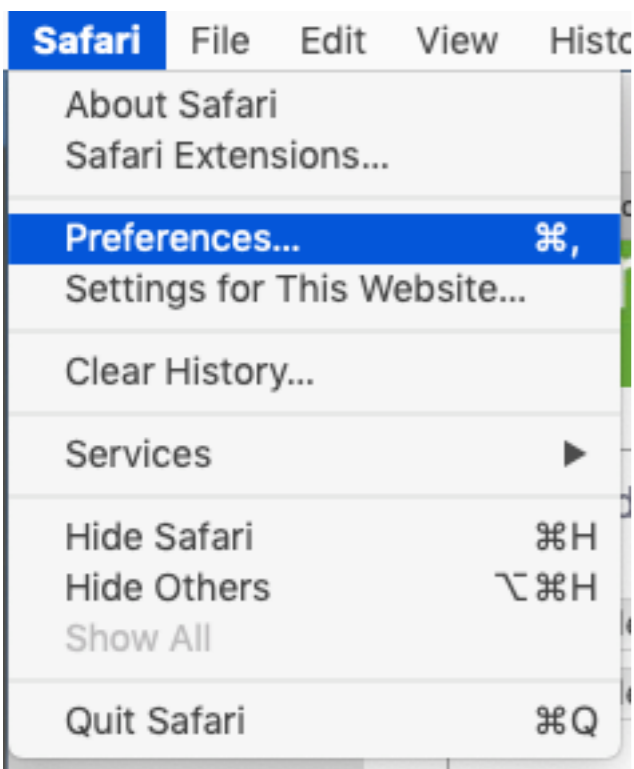 Safari File Edit View Histo
About Safari
Safari Extensions...
Preferences... ⌘,
Settings for This Website...
Clear History...
Services ▶
Hide Safari ⌘H
Hide Others ⌥⌘H
Show All
Quit Safari ⌘Q